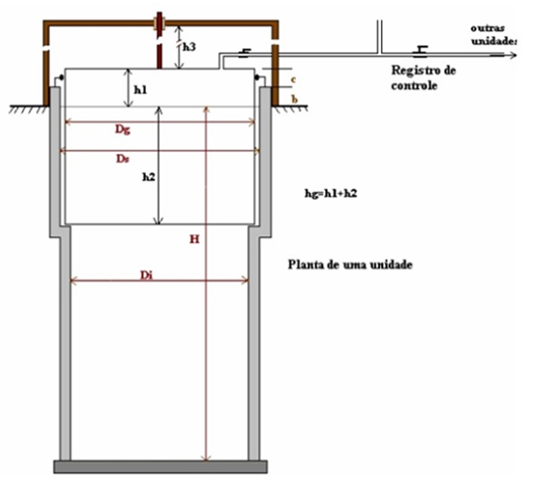 outras
unidades
h3
Registro de
controle
c
h1
b
Dg
Ds
h2
hg=h1+h2
H
Planta de uma unidade
Di